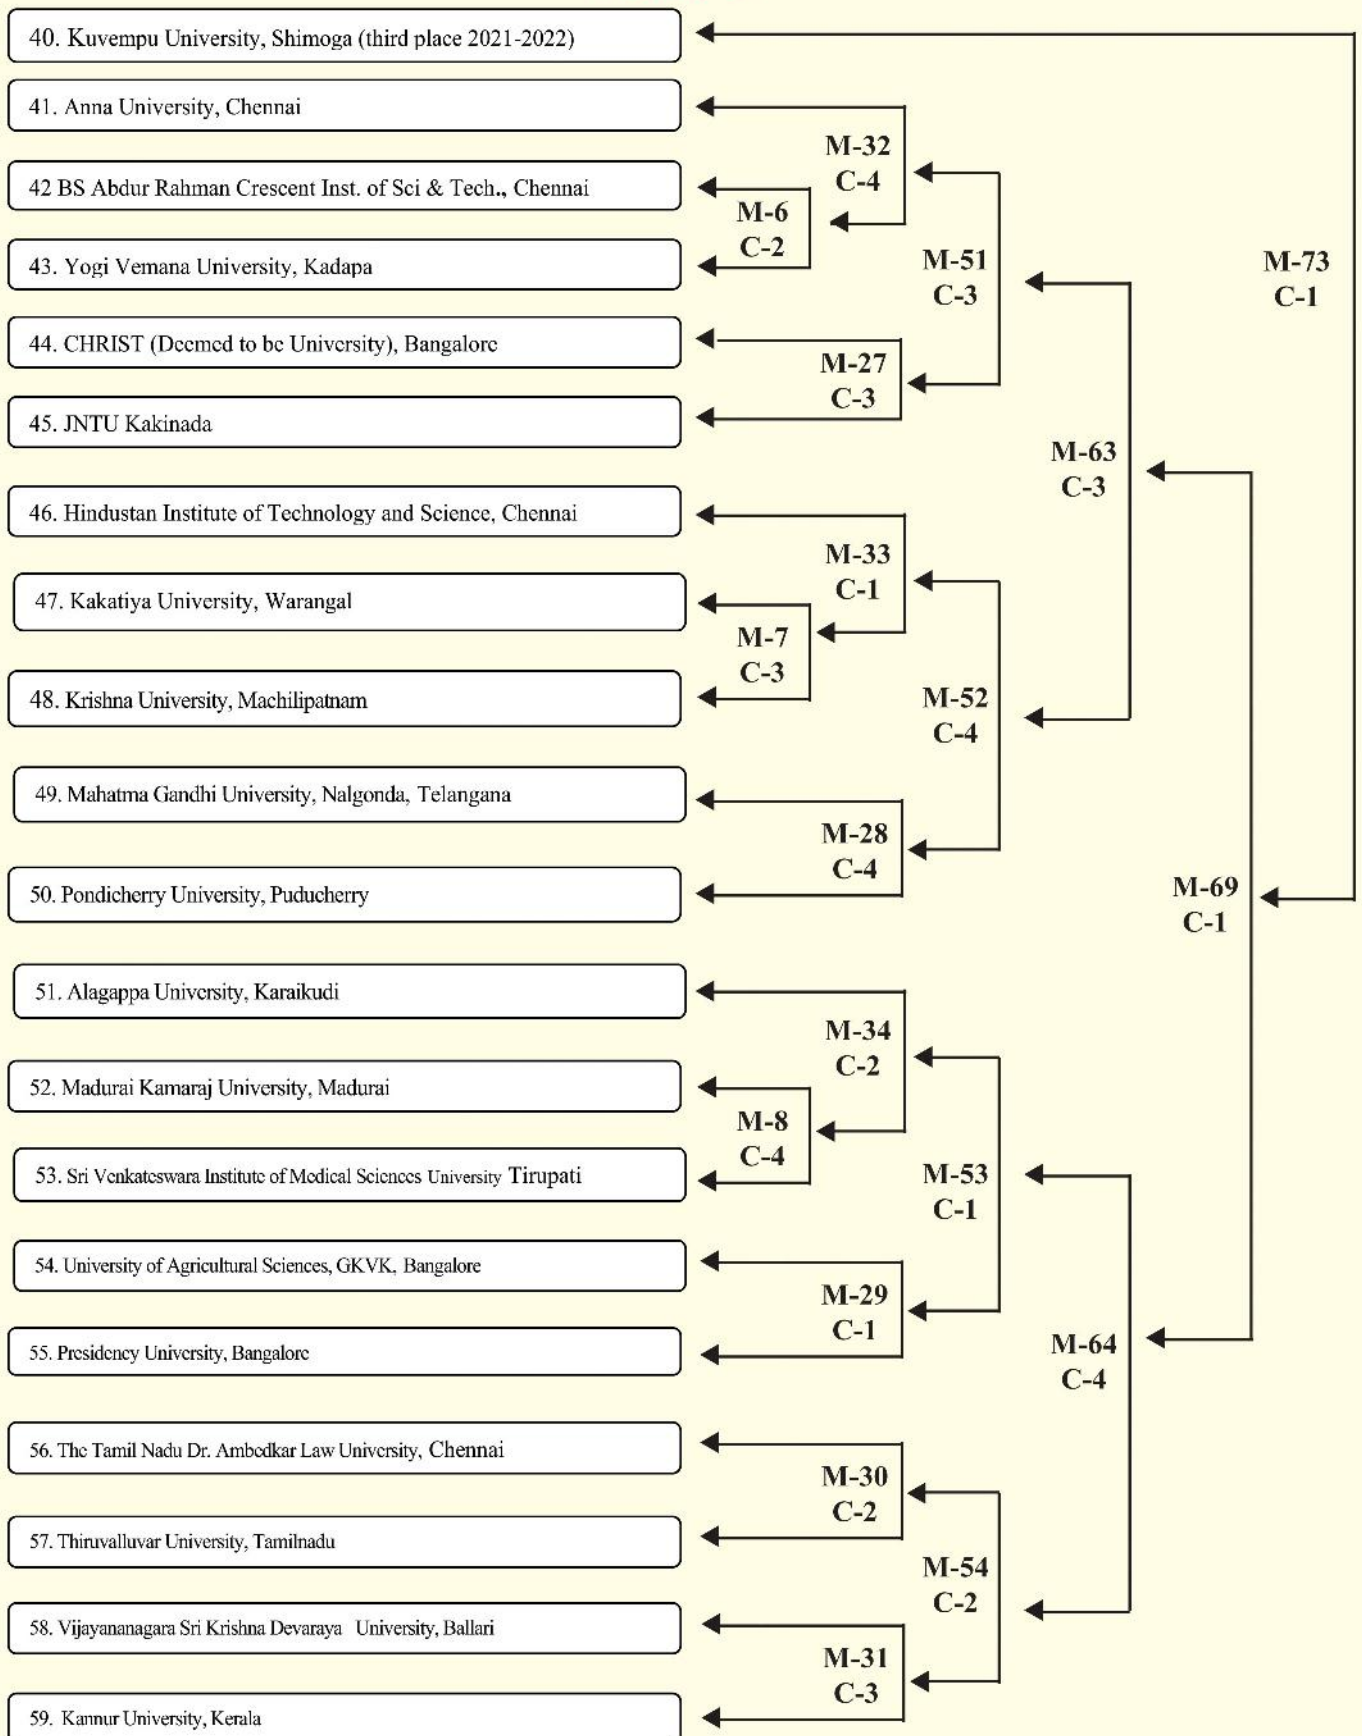 40. Kuvempu University, Shimoga (third place 2021-2022)
41. Anna University, Chennai
M-32
C-4
42 BS Abdur Rahman Crescent Inst. of Sci & Tech., Chennai
M-6
C-2
43. Yogi Vemana University, Kadapa
M-51
C-3
M-73
C-1
44. CHRIST (Deemed to be University), Bangalore
M-27
C-3
45. JNTU Kakinada
M-63
C-3
46. Hindustan Institute of Technology and Science, Chennai
M-33
C-1
47. Kakatiya University, Warangal
M-7
C-3
48. Krishna University, Machilipatnam
M-52
C-4
49. Mahatma Gandhi University, Nalgonda, Telangana
M-28
C-4
50. Pondicherry University, Puducherry
M-69
C-1
51. Alagappa University, Karaikudi
M-34
C-2
52. Madurai Kamaraj University, Madurai
M-8
C-4
53. Sri Venkateswara Institute of Medical Sciences University Tirupati
M-53
C-1
54. University of Agricultural Sciences, GKVK, Bangalore
M-29
C-1
55. Presidency University, Bangalore
M-64
C-4
56. The Tamil Nadu Dr. Ambedkar Law University, Chennai
M-30
C-2
57. Thiruvalluvar University, Tamilnadu
M-54
C-2
58. Vijayananagara Sri Krishna Devaraya University, Ballari
M-31
C-3
59. Kannur University, Kerala